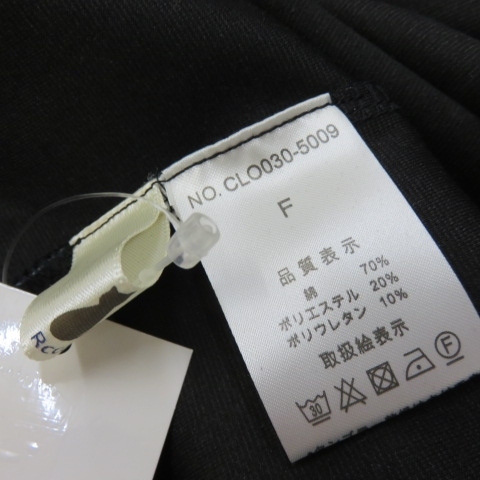 NO. CLO030-5009
F
品質表示
綿 70%
ポリエステル 20%
ポリウレタン 10%
取扱絵表示
30 F
R